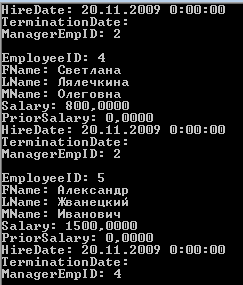 HireDate: 20.11.2009 0:00:00
TerminationDate:
ManagerEmpID: 2
EmployeeID: 4
FName: Светлана
LName: Лялечкина
MName: Олеговна
Salary: 800,0000
PriorSalary: 0,0000
HireDate: 20.11.2009 0:00:00
TerminationDate:
ManagerEmpID: 2
EmployeeID: 5
FName: Александр
LName: Жванецкий
MName: Иванович
Salary: 1500,0000
PriorSalary: 0,0000
HireDate: 20.11.2009 0:00:00
TerminationDate:
ManagerEmpID: 4